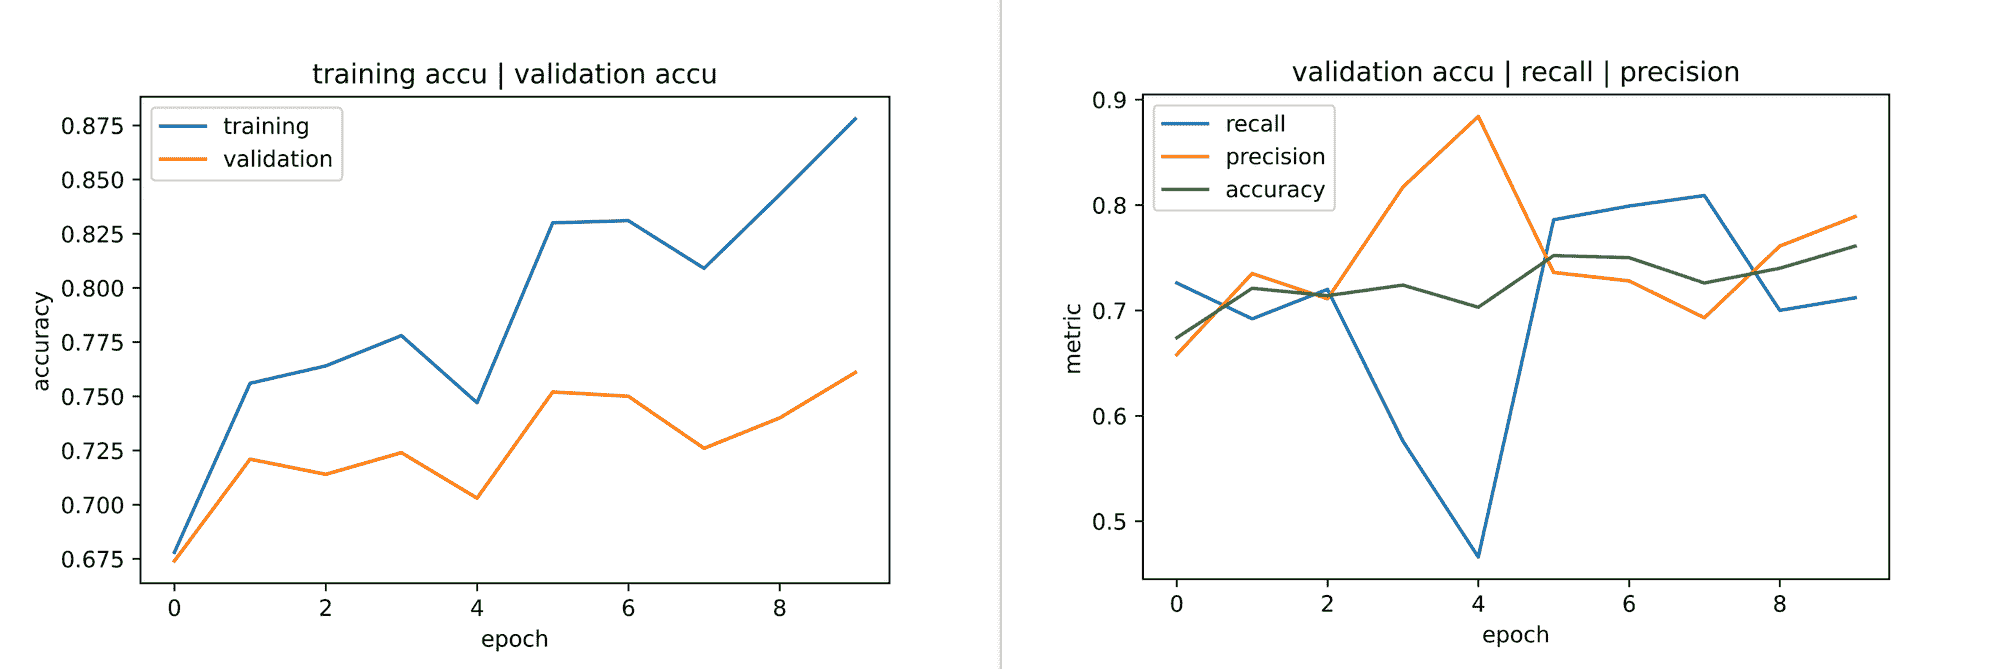 training accu | validation accu
training
validation
0.875
0.850
0.825
0.800
0.775
0.750
0.725
0.700
0.675
accuracy
0 2 4 6 8
epoch
validation accu | recall | precision
recall
precision
accuracy
0.9
0.8
0.7
0.6
0.5
metric
0 2 4 6 8
epoch